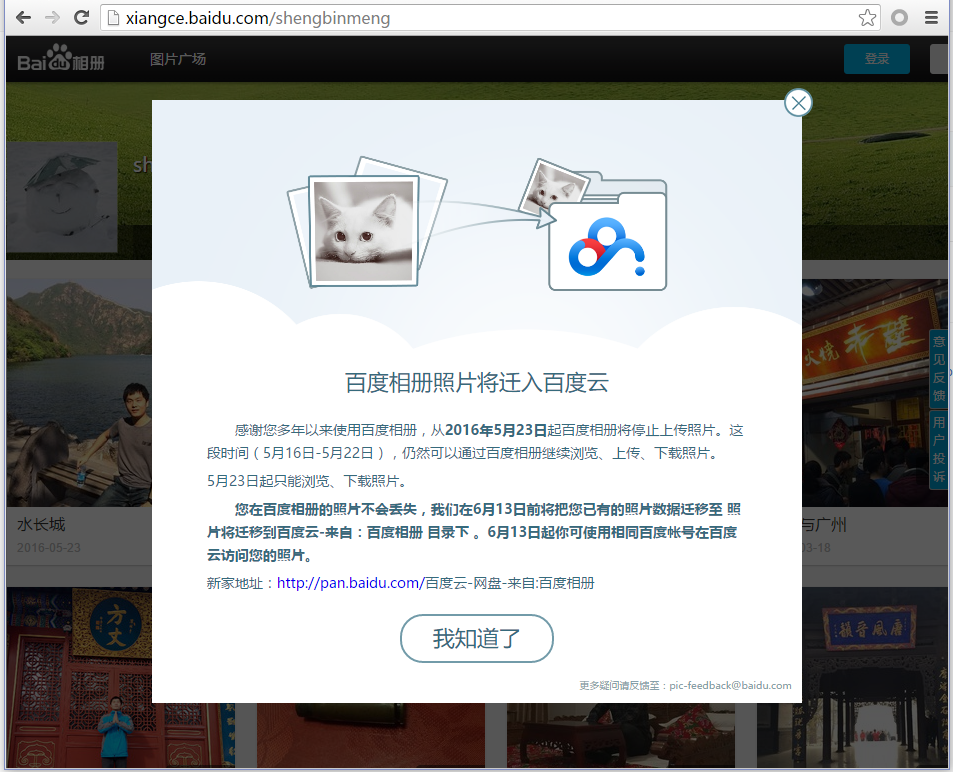 xiangce.baidu.com/shengbinmeng
Baidu相册
图片广场
登录
sh
百度相册照片将迁入百度云
感谢您多年以来使用百度相册，从2016年5月23日起百度相册将停止上传照片。这
段时间（5月16日-5月22日），仍然可以通过百度相册继续浏览、上传、下载照片。
5月23日起只能浏览、下载照片。
您在百度相册的照片不会丢失，我们在6月13日前将把您已有的照片数据迁移至 照
片将迁移到百度云-来自：百度相册 目录下 。6月13日起你可使用相同百度帐号在百度
云访问您的照片。
新家地址：http://pan.baidu.com/百度云-网盘-来自:百度相册
我知道了
更多疑问请反馈至：pic-feedback@baidu.com
水长城
2016-05-23
与广州
03-18
意见反馈
用户投诉
火烧赤壁
方丈
唐風晋韻